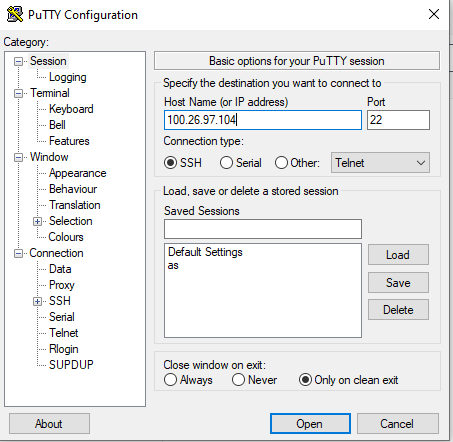 PuTTY Configuration
Category:
Session
Logging
Terminal
Keyboard
Bell
Features
Window
Appearance
Behaviour
Translation
Selection
Colours
Connection
Data
Proxy
SSH
Serial
Telnet
Rlogin
SUPDUP
Basic options for your PuTTY session
Specify the destination you want to connect to
Host Name (or IP address) Port
100.26.97.104 22
Connection type:
SSH Serial Other: Telnet
Load, save or delete a stored session
Saved Sessions
Default Settings
as
Load
Save
Delete
Close window on exit:
Always Never Only on clean exit
About Open Cancel